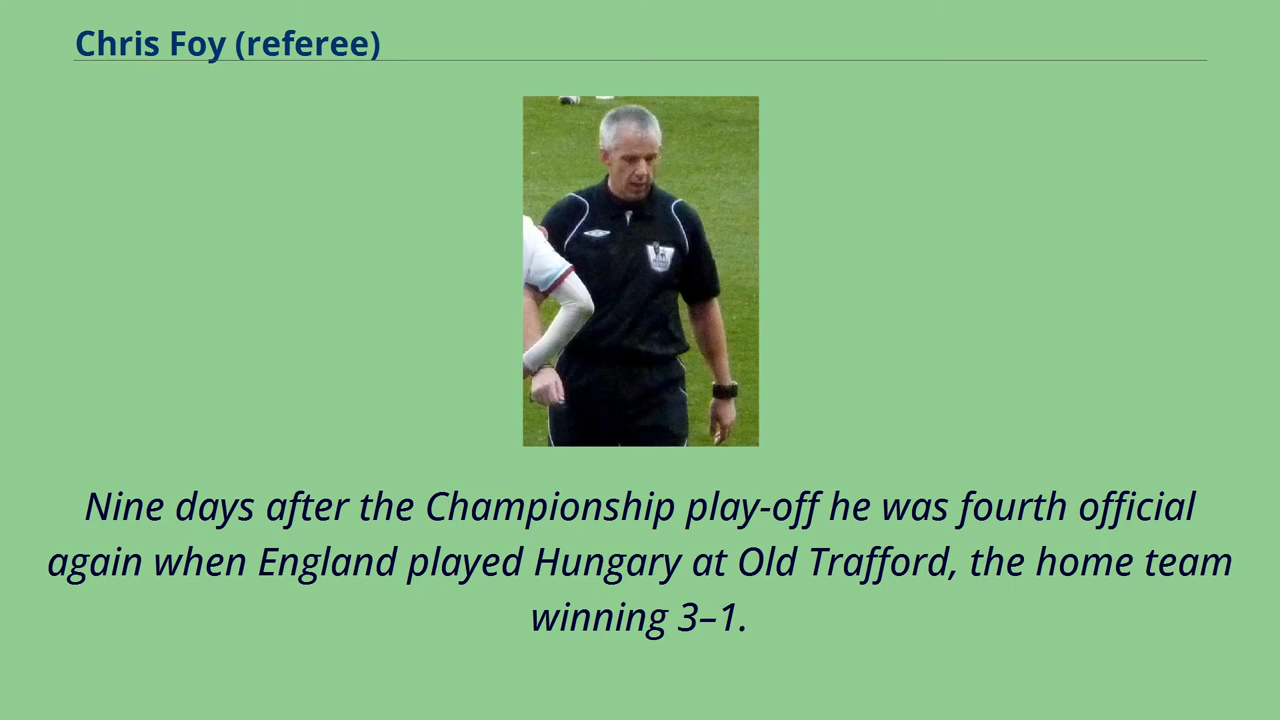 Chris Foy (referee)
Nine days after the Championship play-off he was fourth official
again when England played Hungary at Old Trafford, the home team
winning 3–1.